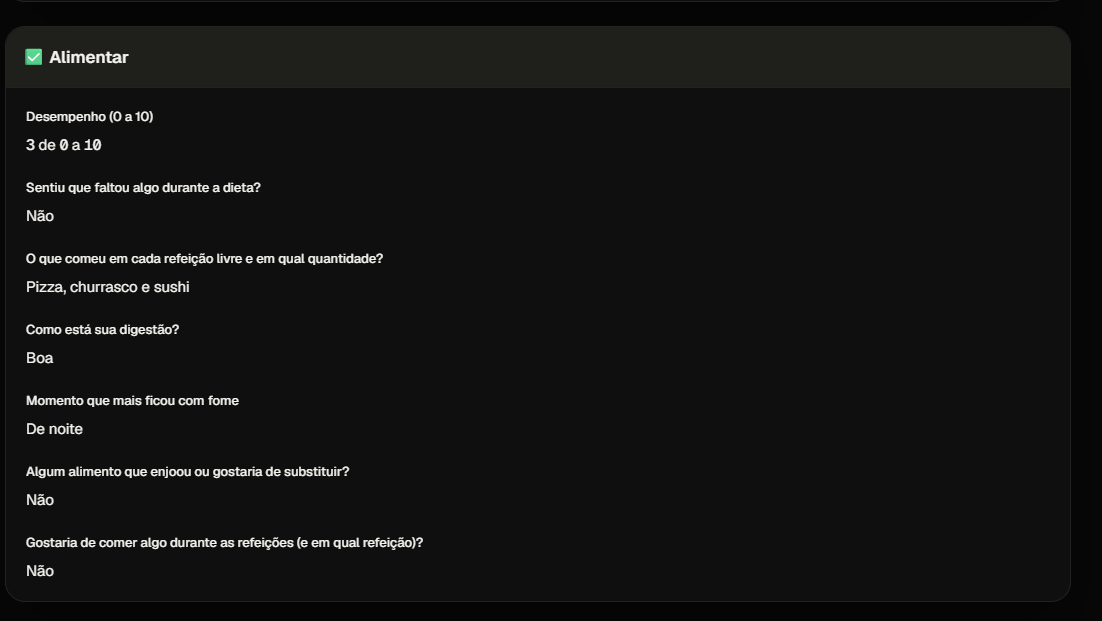 ✅ Alimentar
Desempenho (0 a 10)
3 de 0 a 10
Sentiu que faltou algo durante a dieta?
Não
O que comeu em cada refeição livre e em qual quantidade?
Pizza, churrasco e sushi
Como está sua digestão?
Boa
Momento que mais ficou com fome
De noite
Algum alimento que enjoou ou gostaria de substituir?
Não
Gostaria de comer algo durante as refeições (e em qual refeição)?
Não